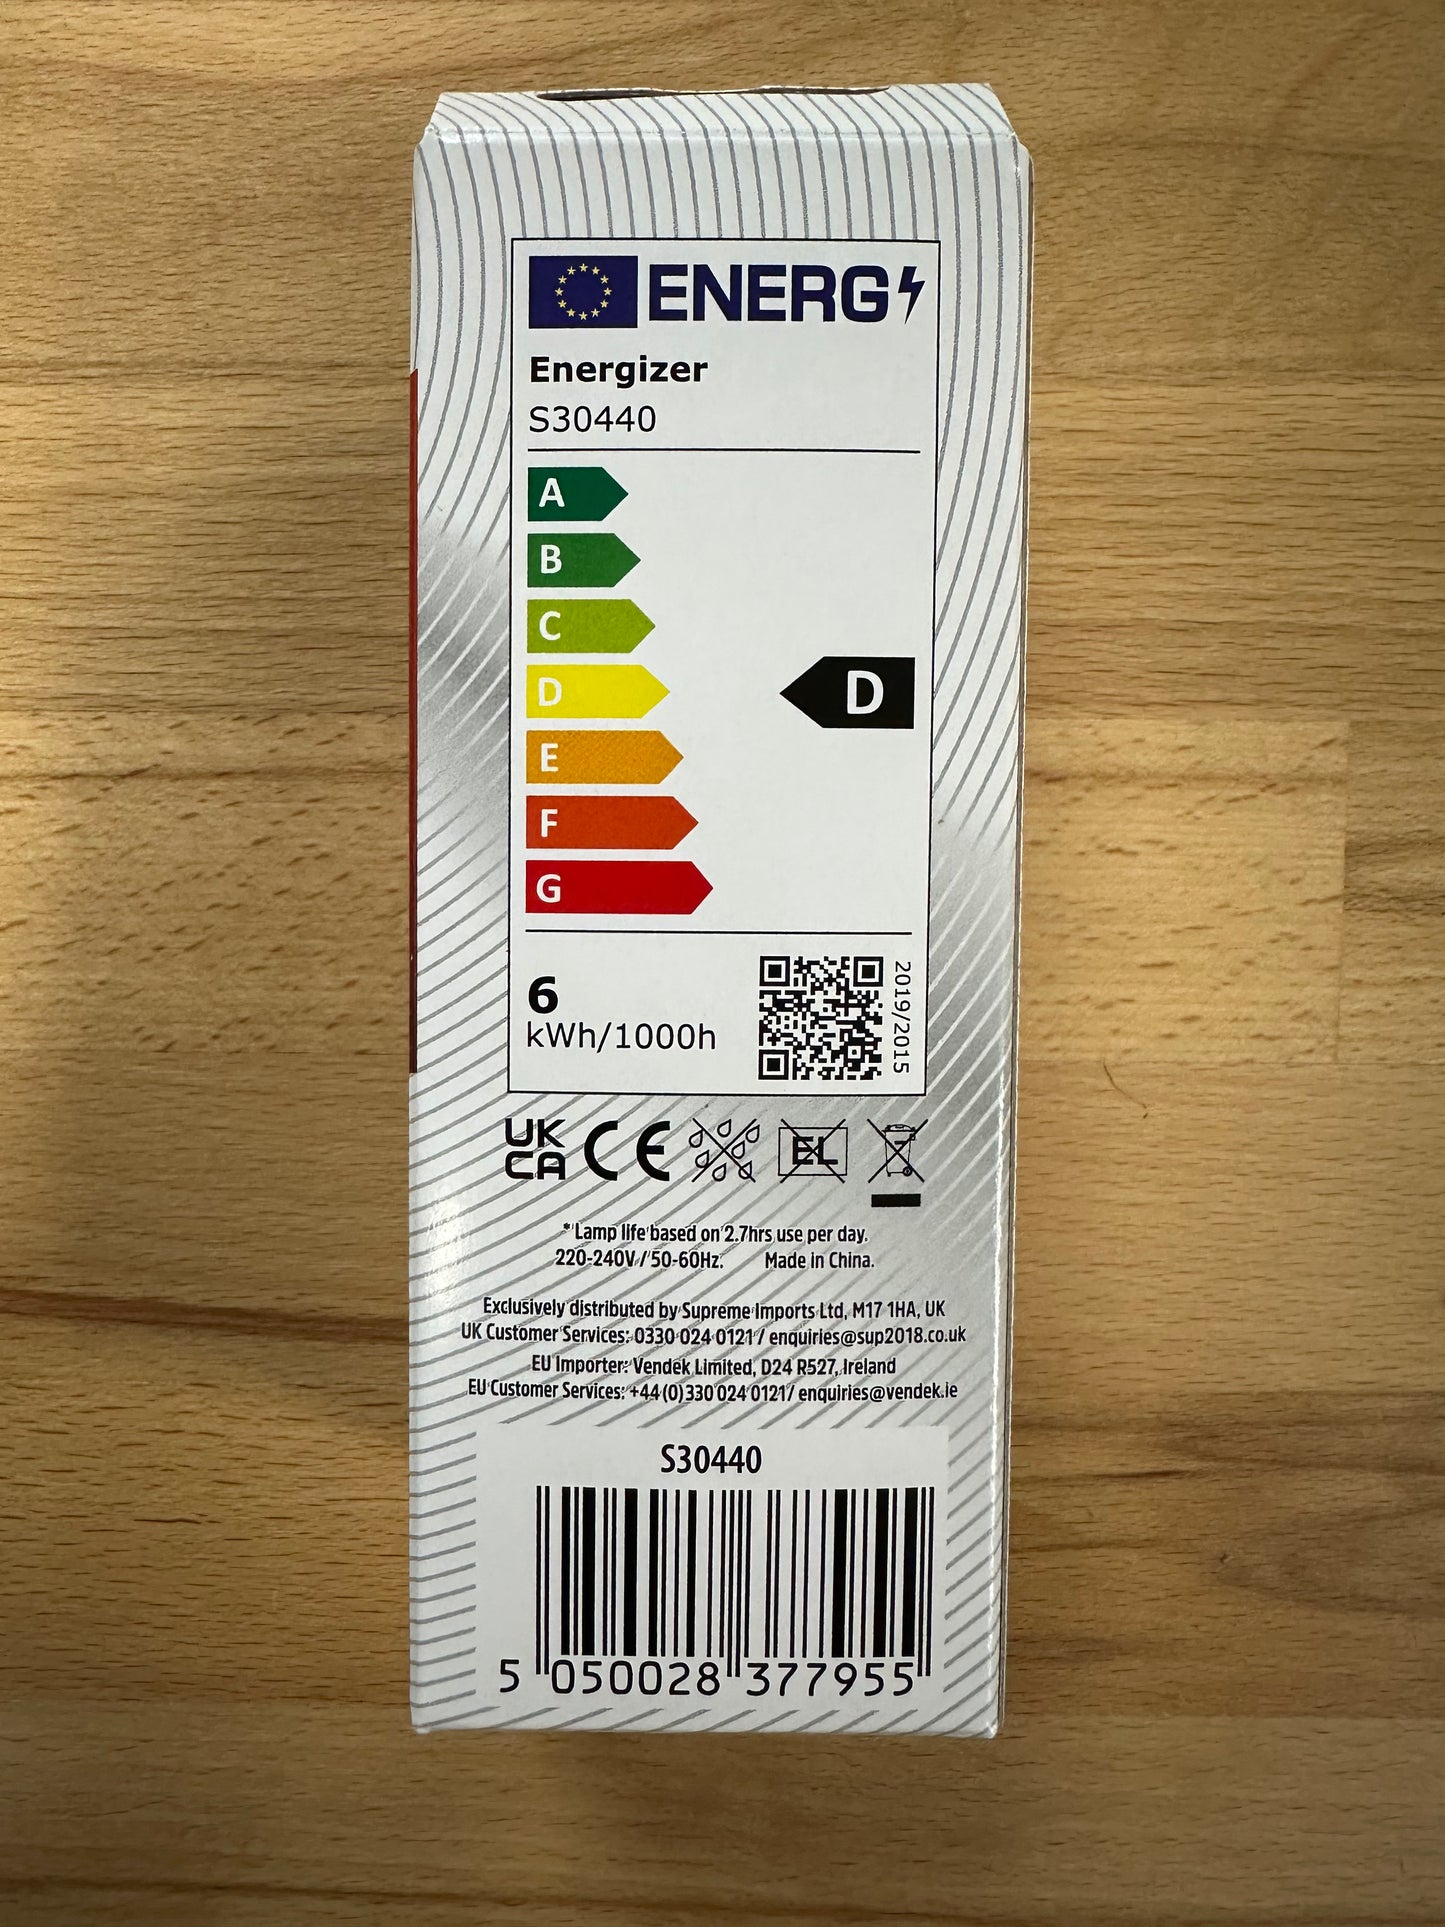 ENERG
Energizer
S30440
A
B
C
D
D
E
F
G
6
kWh/1000h
2019/2015
UK
CA
CE
EL
*Lamp life based on 2.7hrs use per day.
220-240V / 50-60Hz. Made in China.
Exclusively distributed by Supreme Imports Ltd, M17 1HA, UK
UK Customer Services: 0330 024 0121 / enquiries@sup2018.co.uk
EU Importer: Vendek Limited, D24 R527, Ireland
EU Customer Services: +44 (0) 330 024 0121 / enquiries@vendek.ie
S30440
5 050028 377955